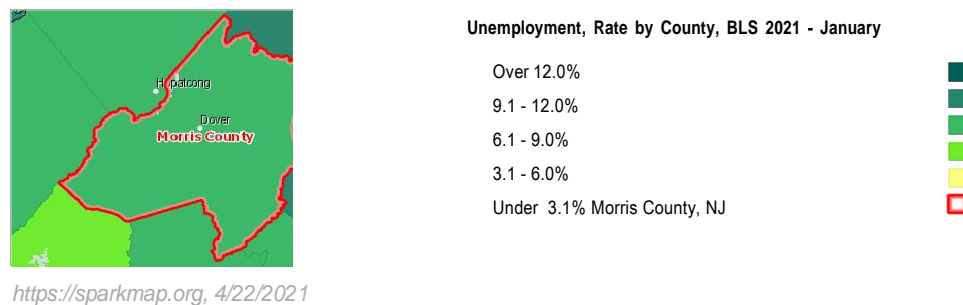 Hopatcong
Dover
Morris County
Unemployment, Rate by County, BLS 2021 - January
Over 12.0%
9.1 - 12.0%
6.1 - 9.0%
3.1 - 6.0%
Under 3.1% Morris County, NJ
https://sparkmap.org, 4/22/2021